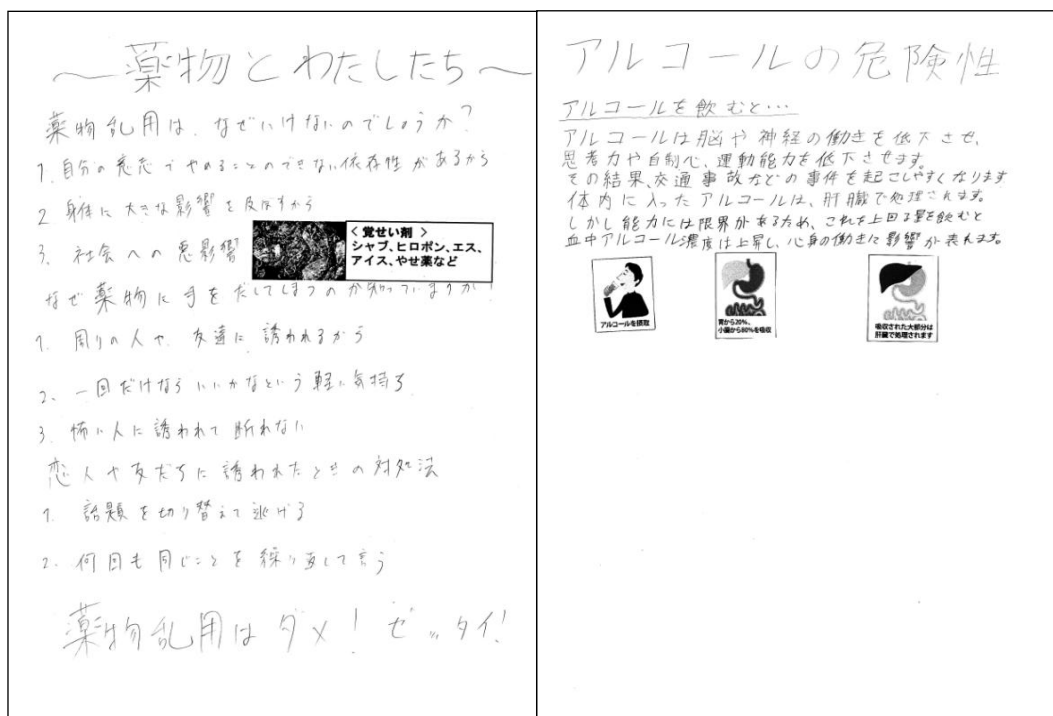 ～薬物とわたしたち～
薬物乱用は、なぜいけないのでしょうか?
1. 自分の意志でやめることのできない依存性があるから
2 身体に大きな影響を及ぼすから
3. 社会への悪影響
<覚せい剤>
シャブ、ヒロポン、エス、
アイス、やせ薬など
なぜ薬物に手をだしてしまうのか知っていますか!
1. 周りの人や、友達に誘われるから
2、一回だけならいいかなという軽い気持ち
3. 怖い人に誘われて断れない
恋人や友だちに誘われたときの対処法
1. 話題を切り替えて逃げる
2. 何回も同じことを繰り返して言う
薬物乱用はダメ!ゼッタイ!
アルコールの危険性
アルコールを飲むと…
アルコールは脳や神経の働きを低下させ、
思考力や自制心、運動能力を低下させます。
その結果、交通事故などの事件を起こしやすくなります
体内に入ったアルコールは、肝臓で処理されます。
しかし能力には限界があるため、これを上回る量を飲むと
血中アルコール濃度は上昇し、心身の働きに影響が表れます。
アルコールを摂取
胃から20%、
小腸から80%を吸収
吸収された大部分は
肝臓で処理されます